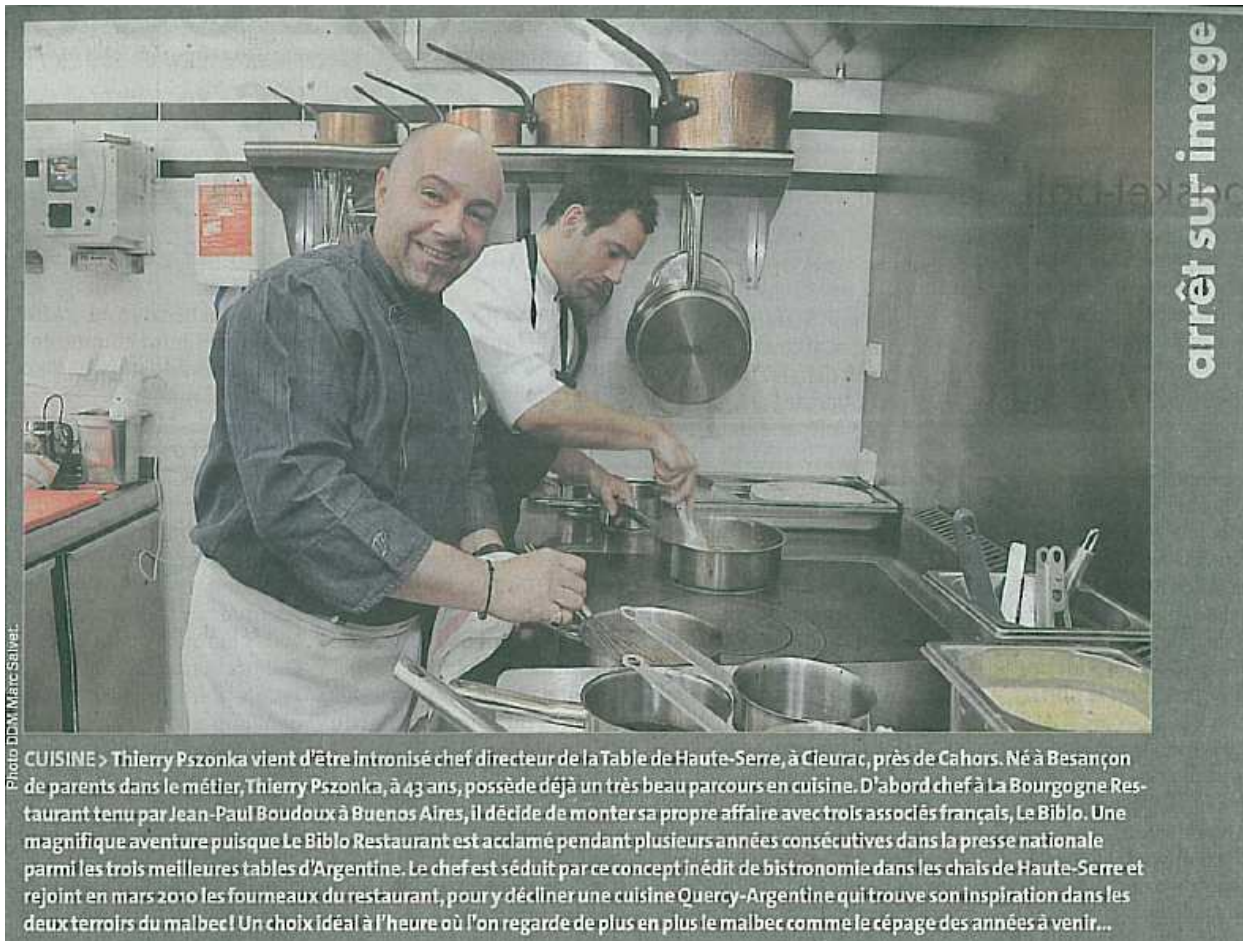 arrêt sur image
Photo DDM Marc Salvet.
CUISINE > Thierry Pszonka vient d'être intronisé chef directeur de la Table de Haute-Serre, à Cieurac, près de Cahors. Né à Besançon
de parents dans le métier, Thierry Pszonka, à 43 ans, possède déjà un très beau parcours en cuisine. D'abord chef à La Bourgogne Res-
taurant tenu par Jean-Paul Boudoux à Buenos Aires, il décide de monter sa propre affaire avec trois associés français, Le Biblo. Une
magnifique aventure puisque Le Biblo Restaurant est acclamé pendant plusieurs années consécutives dans la presse nationale
parmi les trois meilleures tables d'Argentine. Le chef est séduit par ce concept inédit de bistronomie dans les chais de Haute-Serre et
rejoint en mars 2010 les fourneaux du restaurant, pour y décliner une cuisine Quercy-Argentine qui trouve son inspiration dans les
deux terroirs du malbec! Un choix idéal à l'heure où l'on regarde de plus en plus le malbec comme le cépage des années à venir...